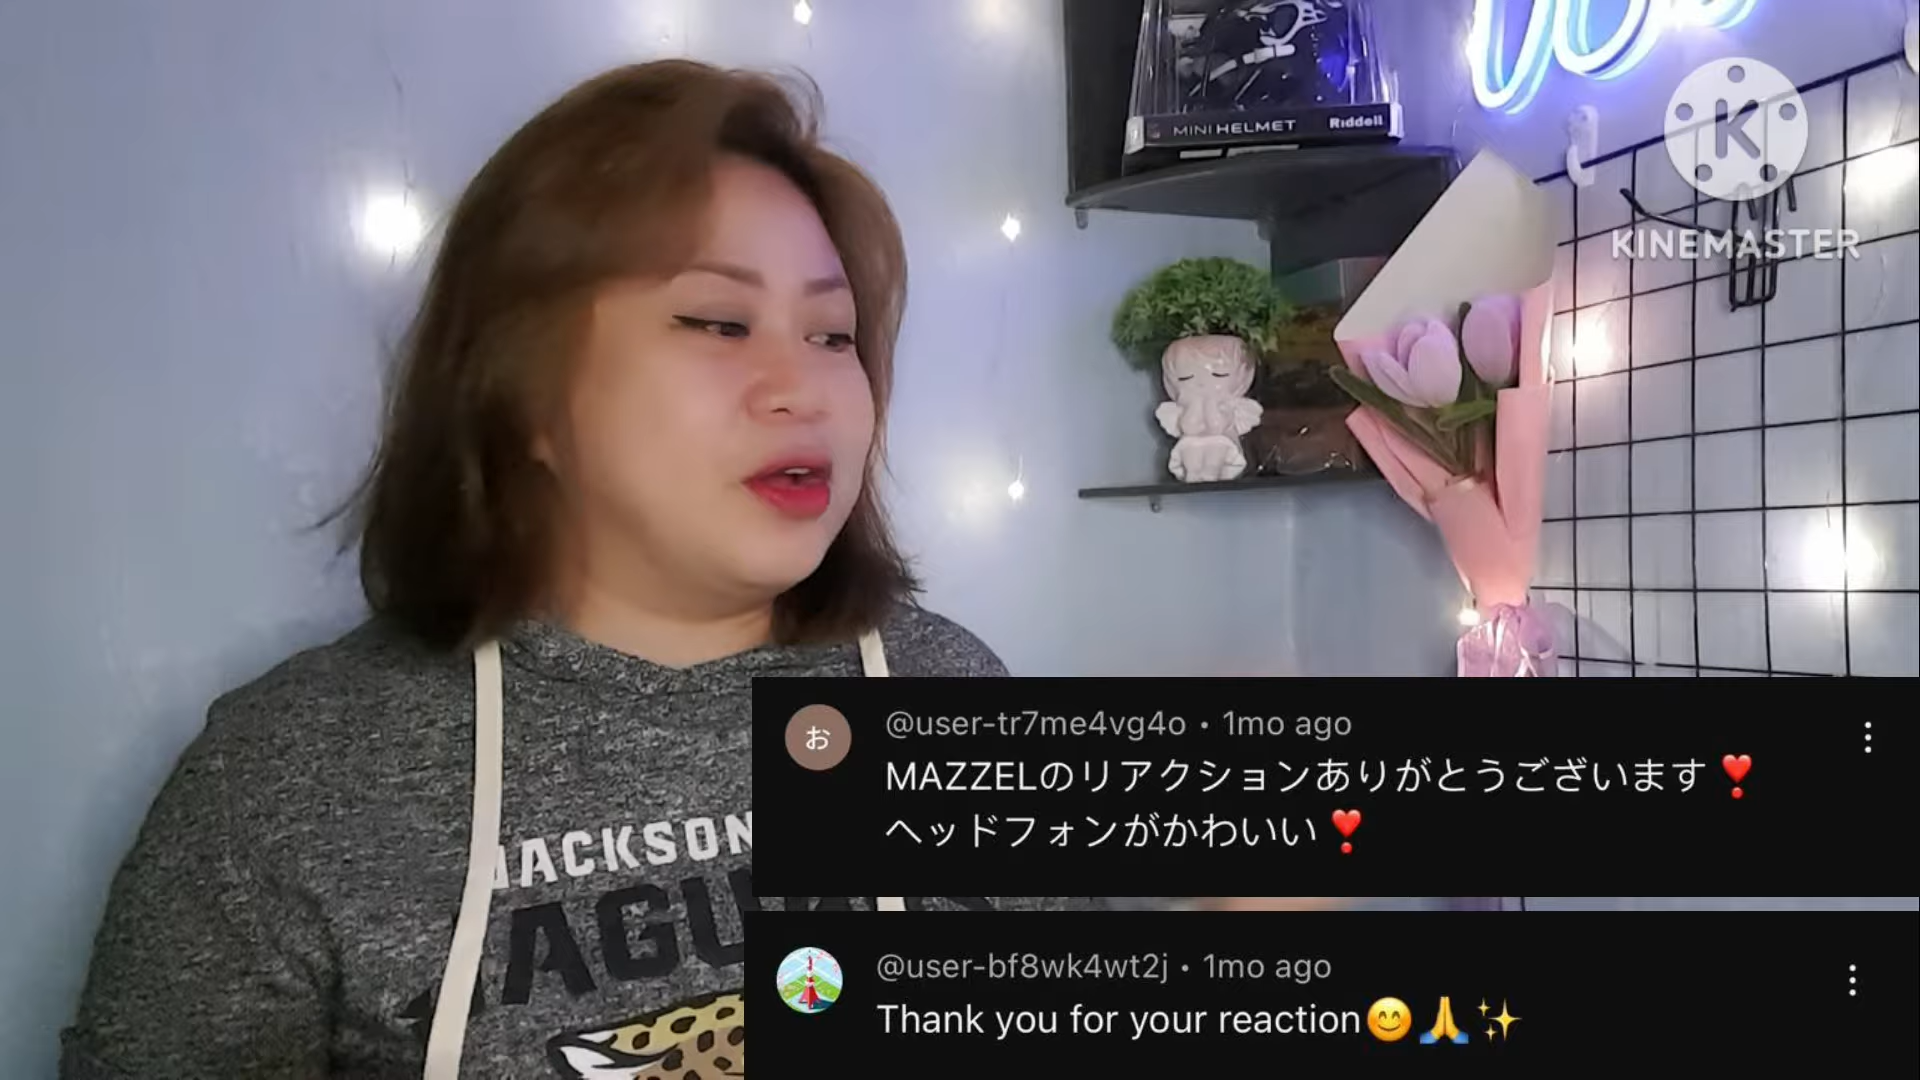 MINI HELMET Riddell
K
KINEMASTER
お
@user-tr7me4vg4o • 1mo ago
MAZZELのリアクションありがとうございます❣️
ヘッドフォンがかわいい❣️
JACKSON
@user-bf8wk4wt2j • 1mo ago
Thank you for your reaction😊🙏✨